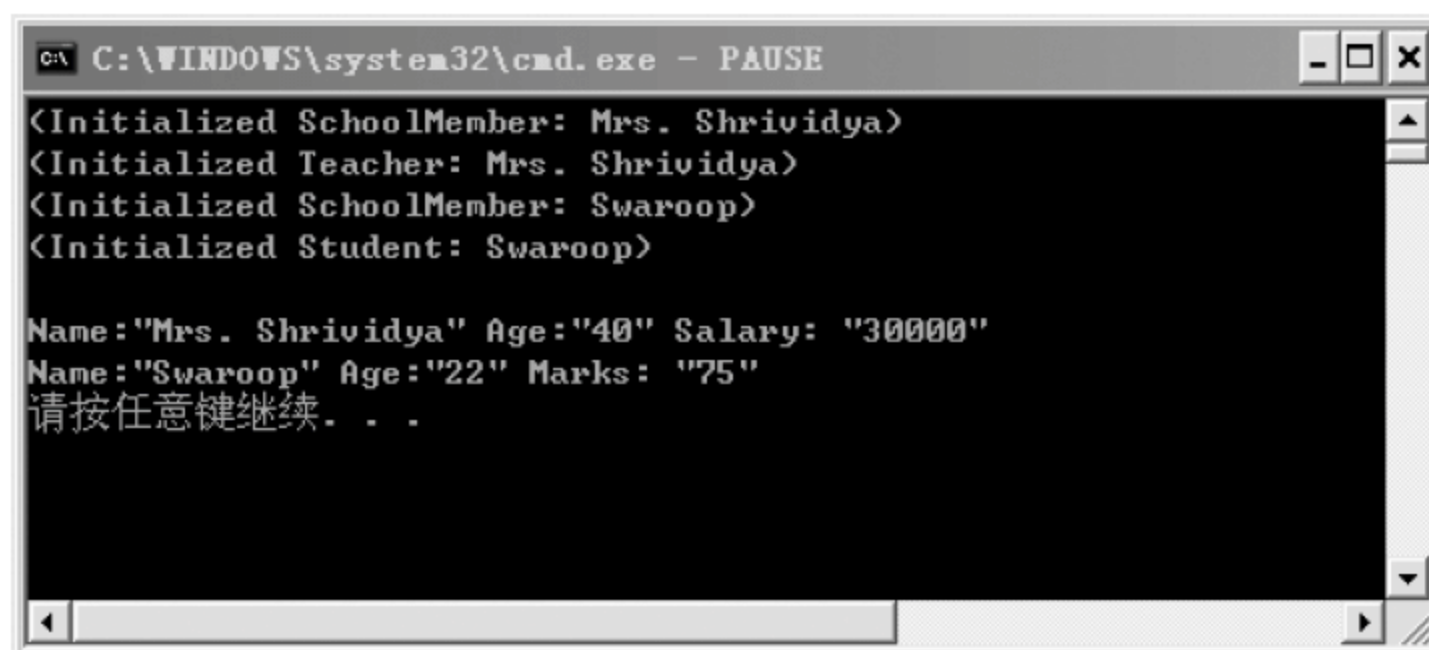 C:\WINDOWS\system32\cmd.exe - PAUSE
(Initialized SchoolMember: Mrs. Shrividya)
(Initialized Teacher: Mrs. Shrividya)
(Initialized SchoolMember: Swaroop)
(Initialized Student: Swaroop)
Name:"Mrs. Shrividya" Age:"40" Salary: "30000"
Name:"Swaroop" Age:"22" Marks: "75"
请按任意键继续. . .